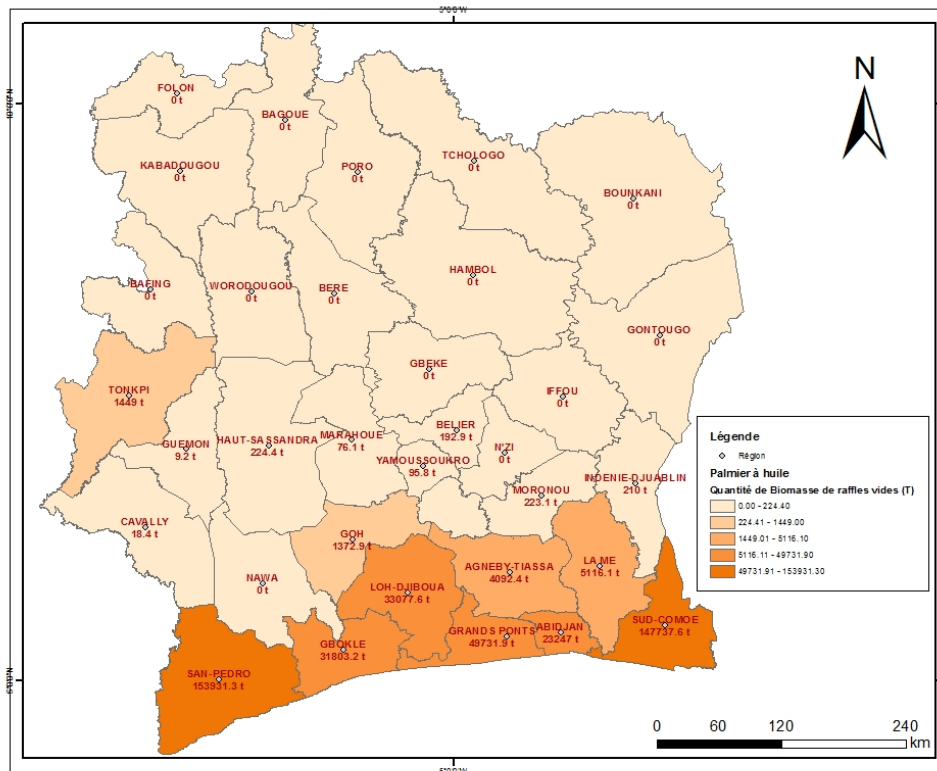 5°0'0"W
N
10°0'0"N
FOLON
0 t
BAGOUE
0 t
KABADOUGOU
0 t
PORO
0 t
TCHOLOGO
0 t
BOUNKANI
0 t
BAFING
0 t
WORODOUGOU
0 t
BERE
0 t
HAMBOL
0 t
GONTOUGO
0 t
TONKPI
1449 t
GBEKE
0 t
IFFOU
0 t
GUEMON
9.2 t
HAUT-SASSANDRA
224.4 t
MARAHOUE
76.1 t
BELIER
192.9 t
YAMOUSSOUKRO
95.8 t
N'ZI
0 t
MORONOU
223.1 t
INDENIE-DJUABLIN
210 t
CAVALLY
18.4 t
GOH
1372.9 t
NAWA
0 t
LOH-DJIBOUA
33077.6 t
AGNEBY-TIASSA
4092.4 t
LA ME
5116.1 t
SUD-COMOE
147737.6 t
GBOKLE
31803.2 t
GRANDS PONTS
49731.9 t
ABIDJAN
23247 t
SAN-PEDRO
153931.3 t
Légende
Région
Palmier à huile
Quantité de Biomasse de raffles vides (T)
0.00 - 224.40
224.41 - 1449.00
1449.01 - 5116.10
5116.11 - 49731.90
49731.91 - 153931.30
0 60 120 240
km